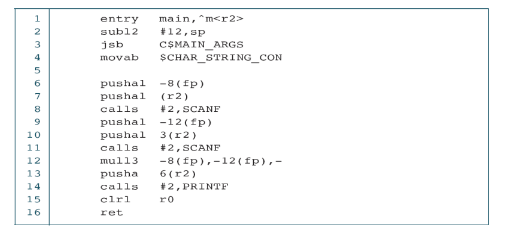 1 entry main,^m<r2>
2 subl2 #12,sp
3 jsb C$MAIN_ARGS
4 movab $CHAR_STRING_CON
5
6 pushal -8(fp)
7 pushal (r2)
8 calls #2,SCANF
9 pushal -12(fp)
10 pushal 3(r2)
11 calls #2,SCANF
12 mull3 -8(fp),-12(fp),-
13 pusha 6(r2)
14 calls #2,PRINTF
15 clrl r0
16 ret